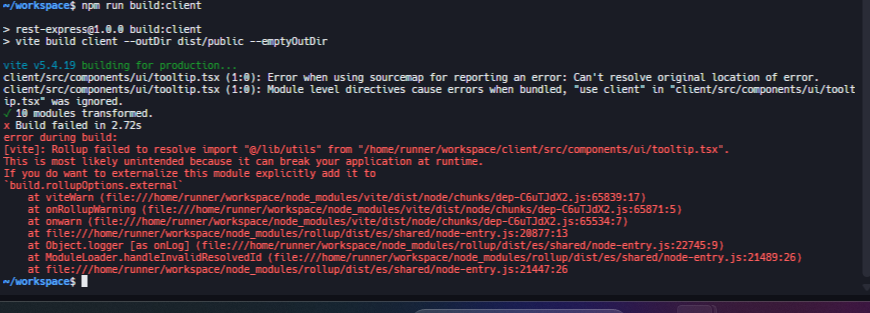 ~/workspace$ npm run build:client
> rest-express@1.0.0 build:client
> vite build client --outDir dist/public --emptyOutDir
vite v5.4.19 building for production...
client/src/components/ui/tooltip.tsx (1:0): Error when using sourcemap for reporting an error: Can't resolve original location of error.
client/src/components/ui/tooltip.tsx (1:0): Module level directives cause errors when bundled, "use client" in "client/src/components/ui/toolt
ip.tsx" was ignored.
✓ 10 modules transformed.
x Build failed in 2.72s
error during build:
[vite]: Rollup failed to resolve import "@/lib/utils" from "/home/runner/workspace/client/src/components/ui/tooltip.tsx".
This is most likely unintended because it can break your application at runtime.
If you do want to externalize this module explicitly add it to
`build.rollupOptions.external`
    at viteWarn (file:///home/runner/workspace/node_modules/vite/dist/node/chunks/dep-C6uTJdX2.js:65839:17)
    at onRollupWarning (file:///home/runner/workspace/node_modules/vite/dist/node/chunks/dep-C6uTJdX2.js:65871:5)
    at onwarn (file:///home/runner/workspace/node_modules/vite/dist/node/chunks/dep-C6uTJdX2.js:65534:7)
    at file:///home/runner/workspace/node_modules/rollup/dist/es/shared/node-entry.js:20877:13
    at Object.logger [as onLog] (file:///home/runner/workspace/node_modules/rollup/dist/es/shared/node-entry.js:22745:9)
    at ModuleLoader.handleInvalidResolvedId (file:///home/runner/workspace/node_modules/rollup/dist/es/shared/node-entry.js:21489:26)
    at file:///home/runner/workspace/node_modules/rollup/dist/es/shared/node-entry.js:21447:26
~/workspace$